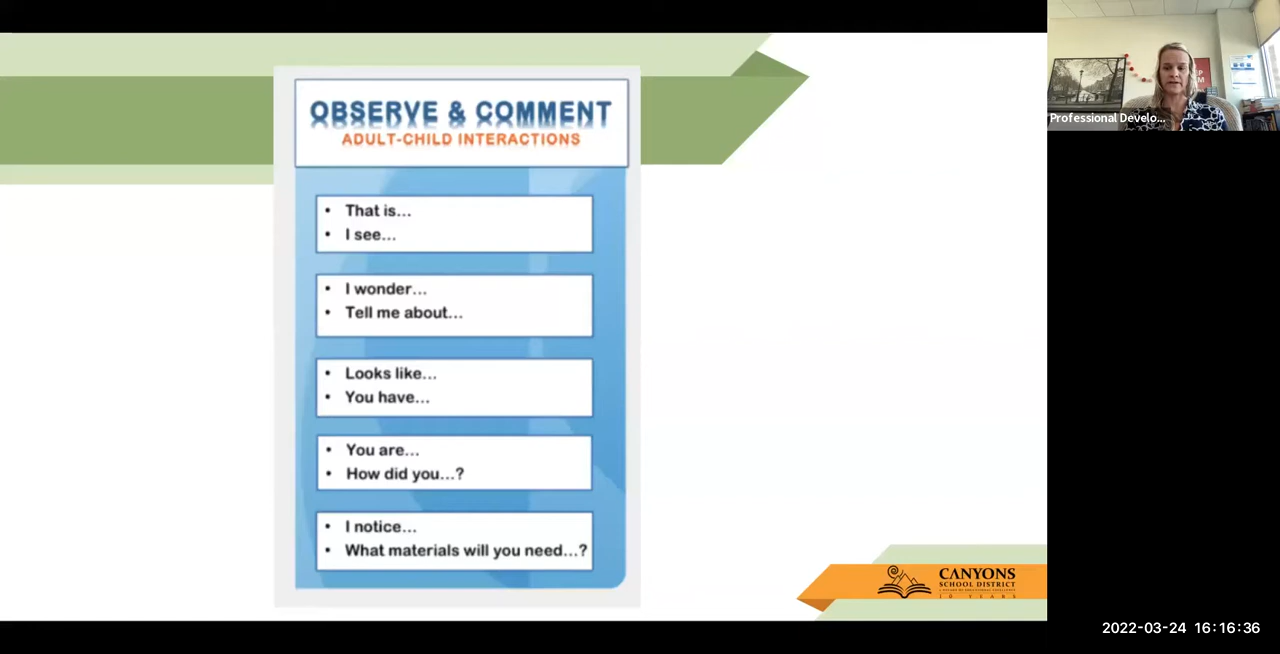 OBSERVE & COMMENT
ADULT-CHILD INTERACTIONS
• That is...
• I see...
• I wonder...
• Tell me about...
• Looks like...
• You have...
• You are...
• How did you...?
• I notice...
• What materials will you need...?
Professional Develo...
CANYONS
SCHOOL DISTRICT
10 YEARS
2022-03-24 16:16:36